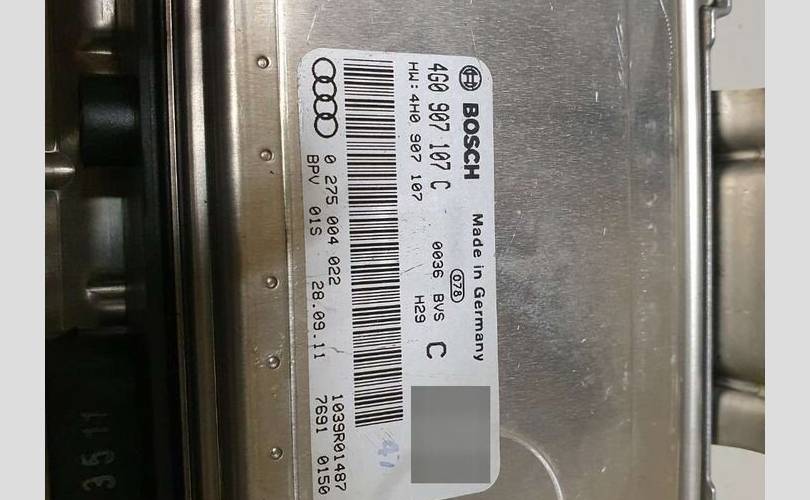 BOSCH
Made in Germany
4G0 907 107 C
HW: 4H0 907 107
078
0036 BVS
H29
C
0 275 004 022
28.09.11
1039R01487
BPV 01S
7691 0150
3511